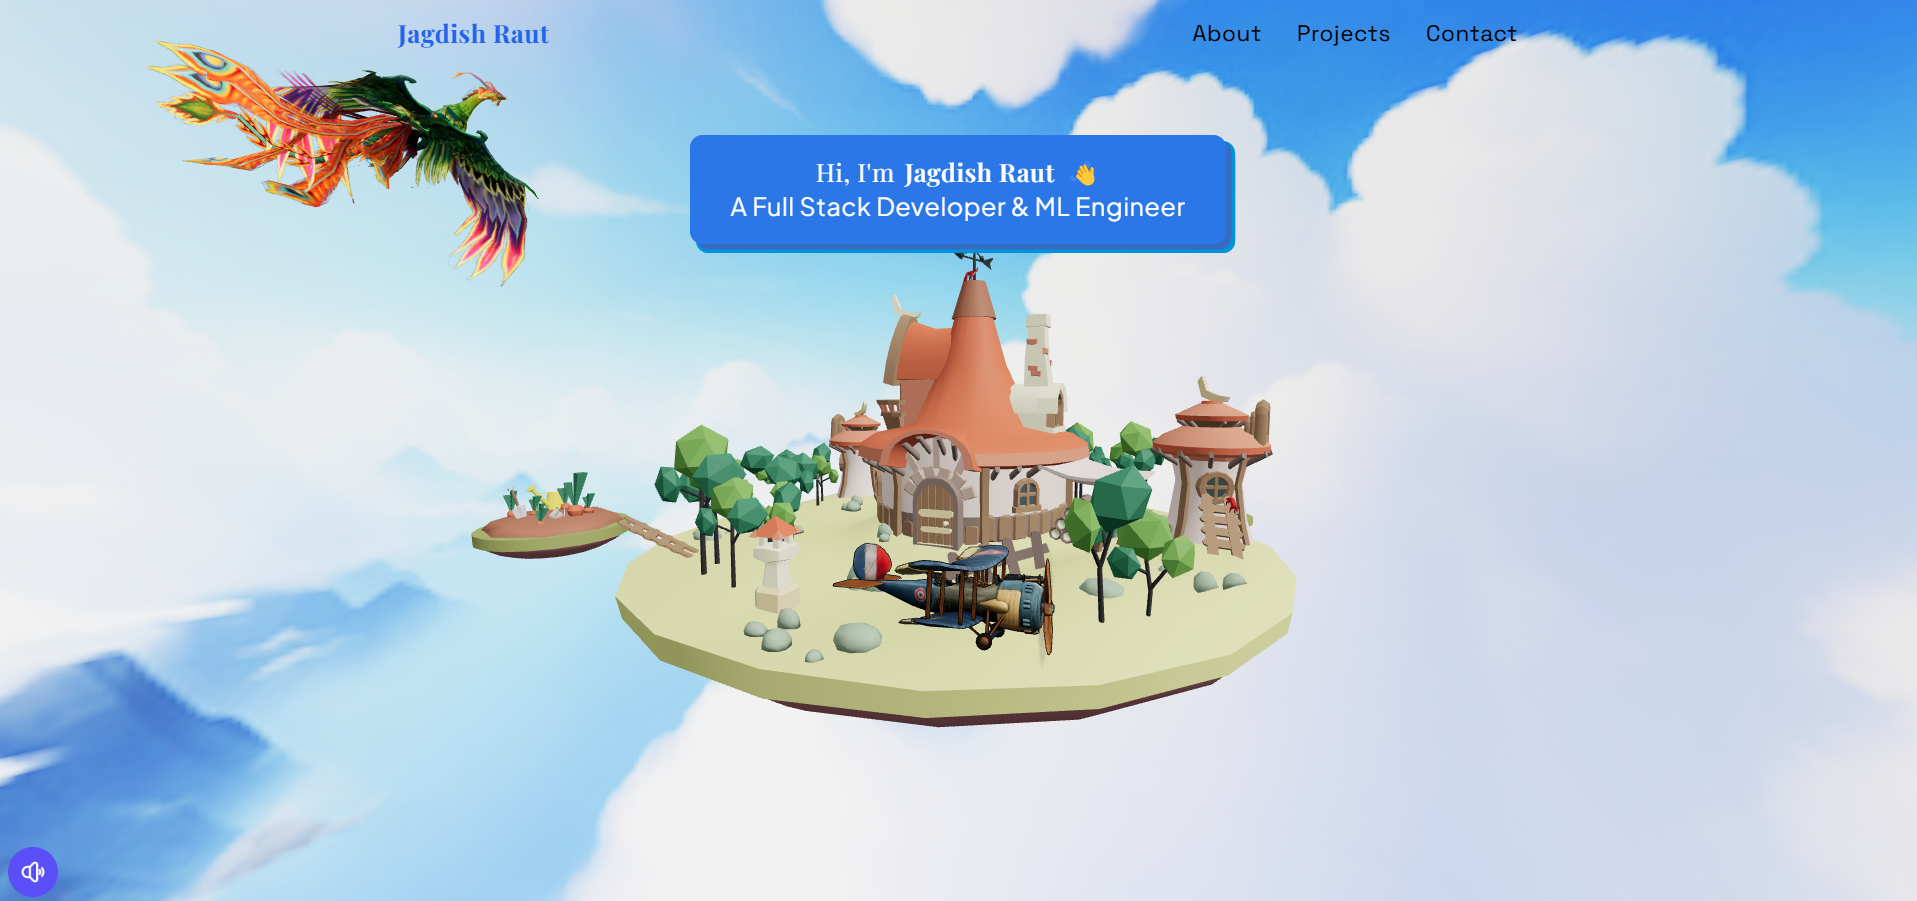 Jagdish Raut
About Projects Contact
Hi, I'm Jagdish Raut 👋
A Full Stack Developer & ML Engineer